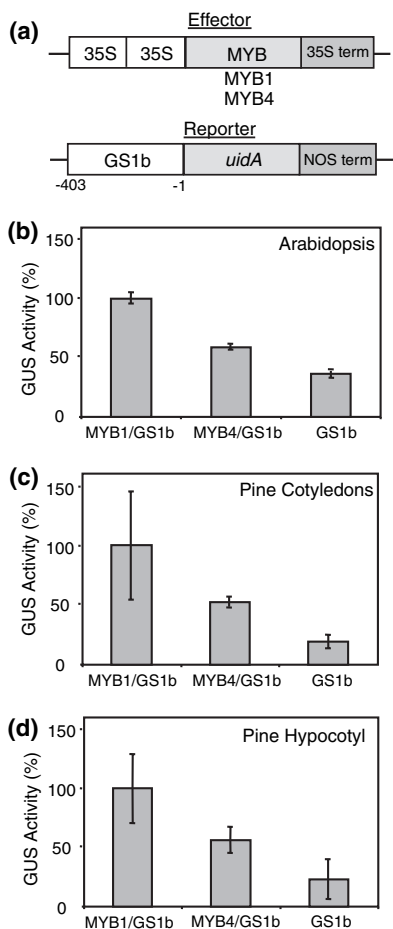 (a)
Effector
35S 35S MYB 35S term
MYB1
MYB4
Reporter
GS1b uidA NOS term
-403 -1
(b)
Arabidopsis
GUS Activity (%)
150
100
50
0
MYB1/GS1b MYB4/GS1b GS1b
(c)
Pine Cotyledons
GUS Activity (%)
150
100
50
0
MYB1/GS1b MYB4/GS1b GS1b
(d)
Pine Hypocotyl
GUS Activity (%)
150
100
50
0
MYB1/GS1b MYB4/GS1b GS1b